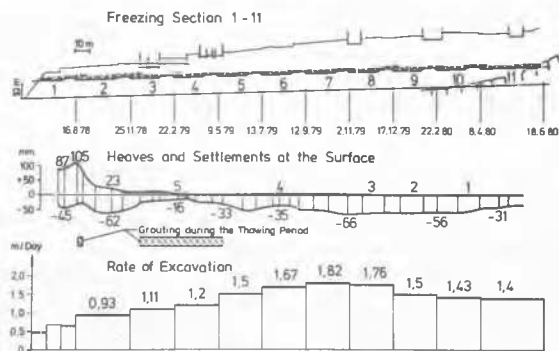 Freezing Section 1 - 11
10 m
1 2 3 4 5 6 7 8 9 10 11
16.8.78 25.11.78 22.2.79 9.5.79 13.7.79 12.9.79 2.11.79 17.12.79 22.2.80 8.4.80 18.6.80
mm
Heaves and Settlements at the Surface
87 105
100
+50
0
-50
23 5 4 3 2 1
-45 -62 -16 -33 -35 -66 -56 -31
Grouting during the Thawing Period
m/Day
Rate of Excavation
2,0
1,5
1,0
0,5
0
0,93 1,11 1,2 1,5 1,67 1,82 1,76 1,5 1,43 1,4